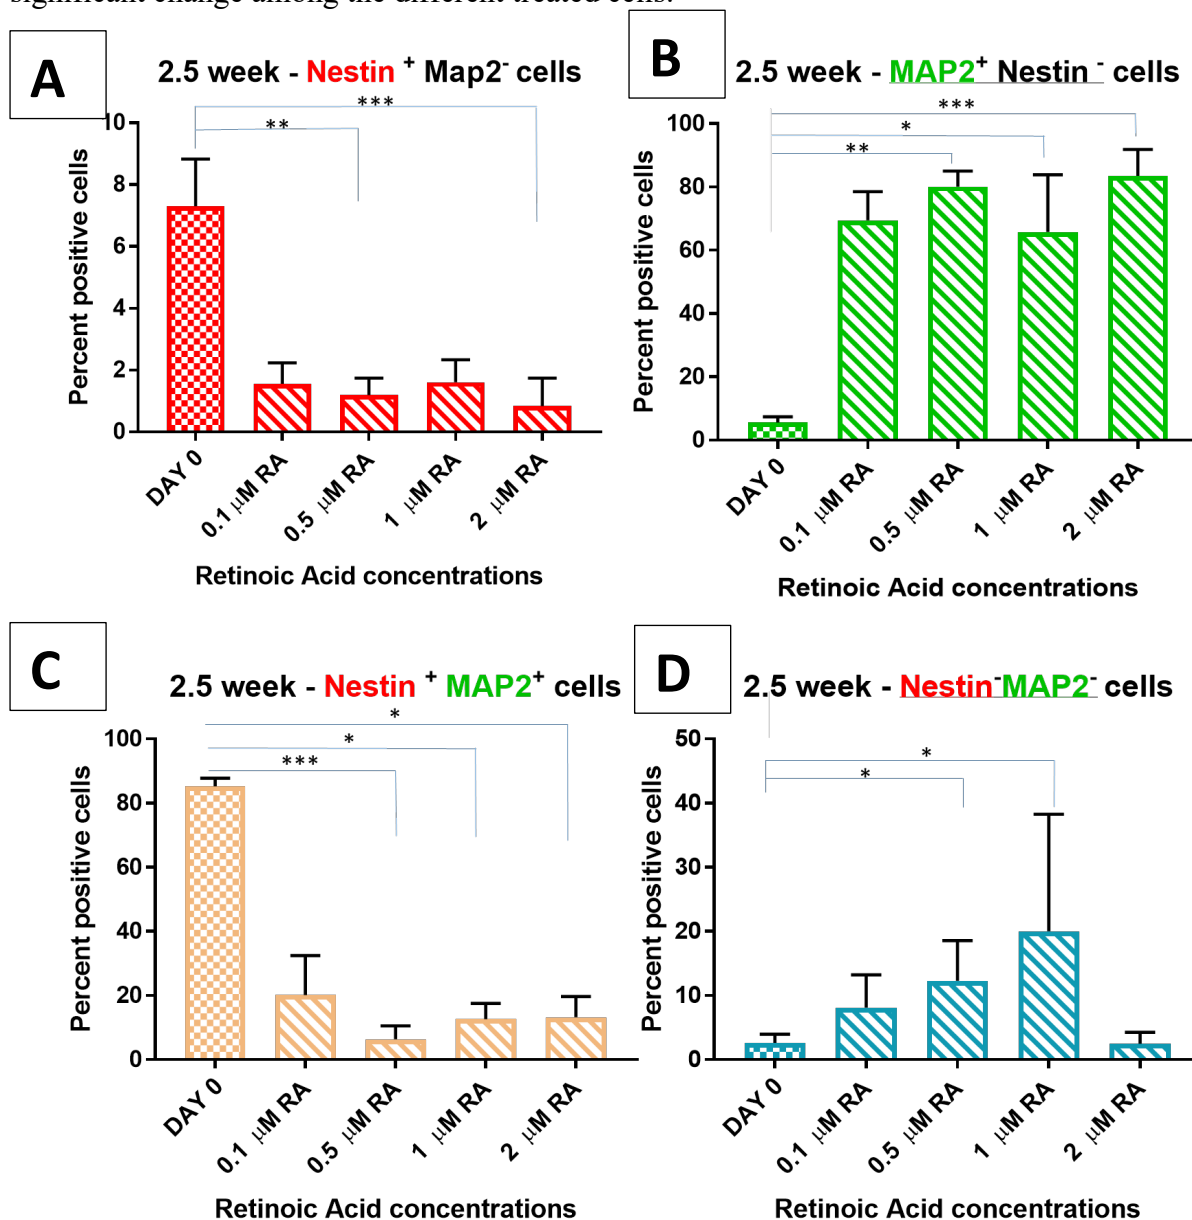 significant change among the different treated cells.
A
2.5 week - Nestin + Map2- cells
***
**
10
8
6
4
2
0
Percent positive cells
DAY 0
0.1 μM RA
0.5 μM RA
1 μM RA
2 μM RA
Retinoic Acid concentrations
B
2.5 week - MAP2+ Nestin - cells
***
*
**
100
80
60
40
20
0
Percent positive cells
DAY 0
0.1 μM RA
0.5 μM RA
1 μM RA
2 μM RA
Retinoic Acid concentrations
C
2.5 week - Nestin + MAP2+ cells
*
*
***
100
80
60
40
20
0
Percent positive cells
DAY 0
0.1 μM RA
0.5 μM RA
1 μM RA
2 μM RA
Retinoic Acid concentrations
D
2.5 week - Nestin-MAP2- cells
*
*
50
40
30
20
10
0
Percent positive cells
DAY 0
0.1 μM RA
0.5 μM RA
1 μM RA
2 μM RA
Retinoic Acid concentrations